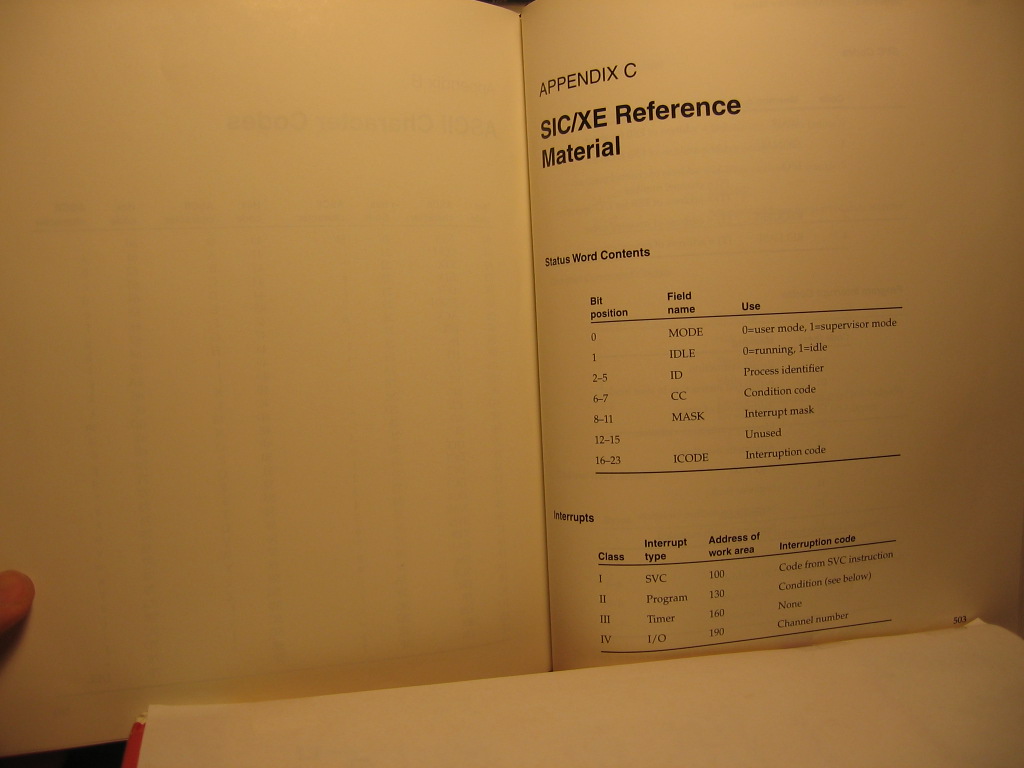 APPENDIX C
SIC/XE Reference
Material
Status Word Contents
Bit position Field name Use
0 MODE 0=user mode, 1=supervisor mode
1 IDLE 0=running, 1=idle
2–5 ID Process identifier
6–7 CC Condition code
8–11 MASK Interrupt mask
12–15 Unused
16–23 ICODE Interruption code
Interrupts
Class Interrupt type Address of work area Interruption code
I SVC 100 Code from SVC instruction
II Program 130 Condition (see below)
III Timer 160 None
IV I/O 190 Channel number
503
ASCII Character Codes